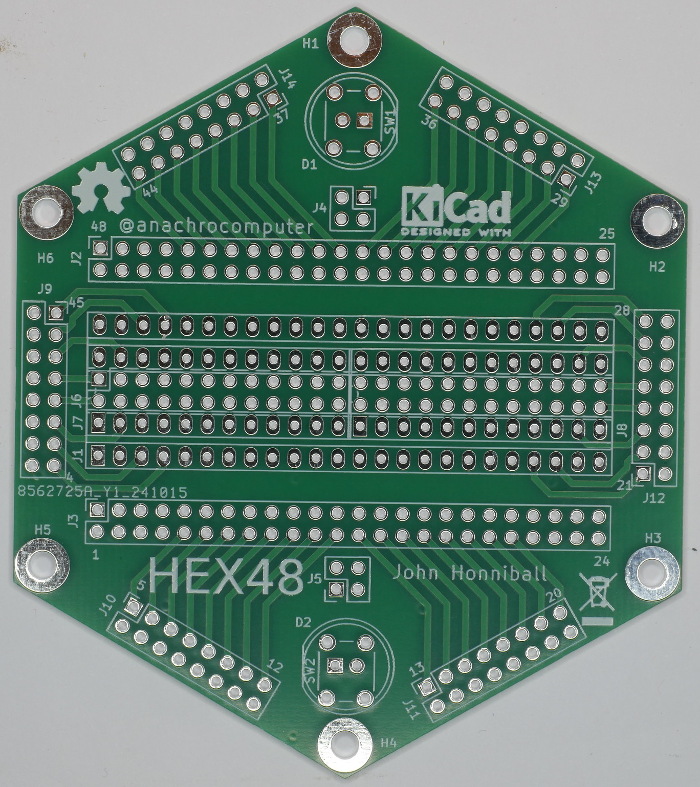 H1
J14
37
44
D1
SW1
36
J13
29
J4
KiCad
DESIGNED WITH
@anachrocomputer
48
25
J2
H6
H2
J9
45
28
J6
J7
J8
J1
4
21
J12
8562725A_Y1_241015
J3
1
24
H5
H3
HEX48
J5
John Honniball
5
J10
20
D2
12
SW2
13
J11
H4